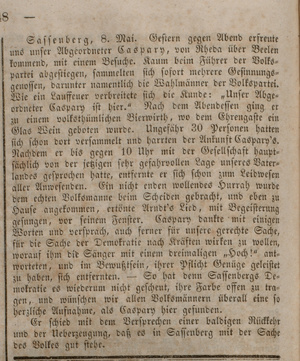 48 —
Sassenberg, 8. Mai. Gestern gegen Abend erfreute
uns unser Abgeordneter Caspary, von Rheda über Beelen
kommend, mit einem Besuche. Kaum beim Führer der Volks-
partei abgestiegen, sammelten sich sofort mehrere Gesinnungs-
genossen, darunter namentlich die Wahlmänner der Volkspartei.
Wie ein Lauffeuer verbreitete sich die Kunde: „Unser Abge-
ordneter Caspary ist hier.“ Nach dem Abendessen ging er
zu einem volksthümlichen Bierwirth, wo dem Ehrengaste ein
Glas Wein geboten wurde. Ungefähr 30 Personen hatten
sich schon dort versammelt und harrten der Ankunft Caspary's.
Nachdem er bis gegen 10 Uhr mit der Gesellschaft haupt-
sächlich von der jetzigen sehr gefahrvollen Lage unseres Vater-
landes gesprochen hatte, entfernte er sich schon zum Leidwesen
aller Anwesenden. Ein nicht enden wollendes Hurrah wurde
dem echten Volksmanne beim Scheiden gebracht, und eben zu
Hause angekommen, ertönte Arndt's Lied, mit Begeisterung
gesungen, vor seinem Fenster. Caspary dankte mit einigen
Worten und versprach, auch ferner für unsere gerechte Sache,
für die Sache der Demokratie nach Kräften wirken zu wollen,
worauf ihm die Sänger mit einem dreimaligen „Hoch!“ ant-
worteten, und im Bewußtsein, ihrer Pflicht Genüge geleistet
zu haben, sich entfernten. — So hat denn Sassenbergs De-
mokratie es wiederum nicht gescheut, ihre Farbe offen zu tra-
gen, und wünschen wir allen Volksmännern überall eine so
herzliche Aufnahme, als Caspary hier gefunden.
Er schied mit dem Versprechen einer baldigen Rückkehr
und der Ueberzeugung, daß es in Sassenberg mit der Sache
des Volkes gut stehe.